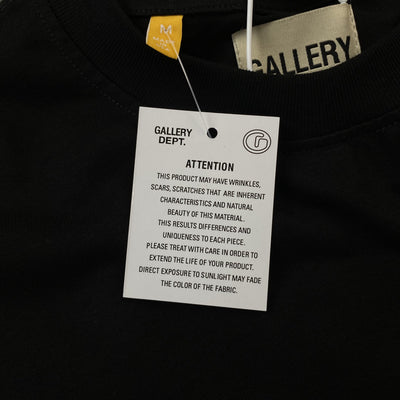 M
MADE
GALLERY
GALLERY
DEPT.
G
ATTENTION
THIS PRODUCT MAY HAVE WRINKLES,
SCARS, SCRATCHES THAT ARE INHERENT
CHARACTERISTICS AND NATURAL
BEAUTY OF THIS MATERIAL.
THIS RESULTS DIFFERENCES AND
UNIQUENESS TO EACH PIECE.
PLEASE TREAT WITH CARE IN ORDER TO
EXTEND THE LIFE OF YOUR PRODUCT.
DIRECT EXPOSURE TO SUNLIGHT MAY FADE
THE COLOR OF THE FABRIC.